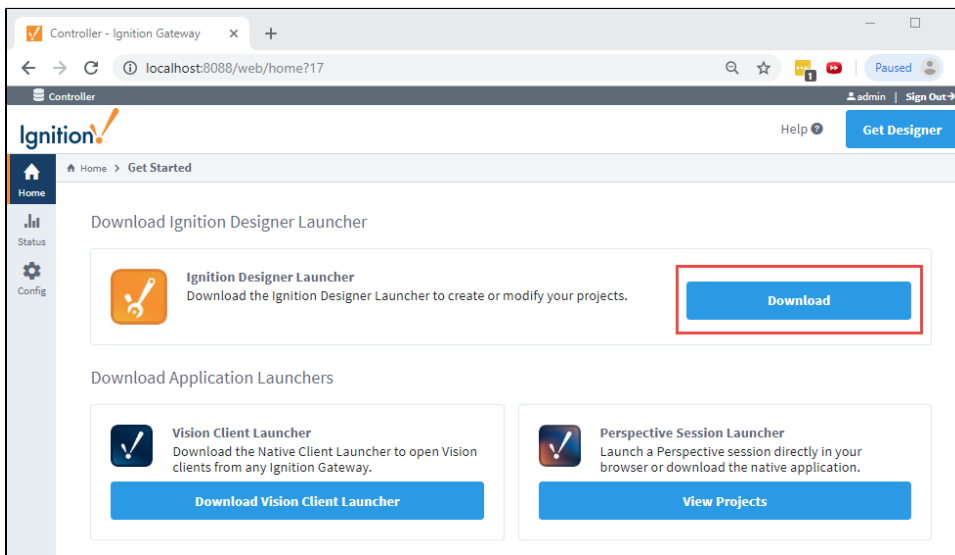 Controller - Ignition Gateway
localhost:8088/web/home?17
1
Paused
Controller
admin | Sign Out
Ignition!
Help
Get Designer
Home > Get Started
Home
Status
Config
Download Ignition Designer Launcher
Ignition Designer Launcher
Download the Ignition Designer Launcher to create or modify your projects.
Download
Download Application Launchers
Vision Client Launcher
Download the Native Client Launcher to open Vision
clients from any Ignition Gateway.
Download Vision Client Launcher
Perspective Session Launcher
Launch a Perspective session directly in your
browser or download the native application.
View Projects